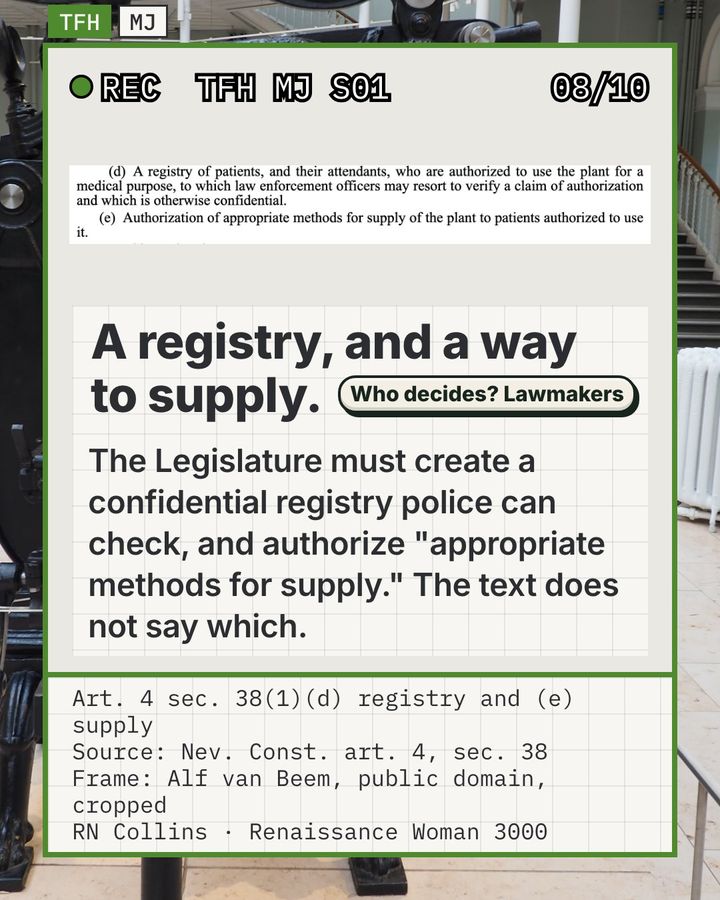 TFH MJ
REC TFH MJ S01 08/10
(d) A registry of patients, and their attendants, who are authorized to use the plant for a
medical purpose, to which law enforcement officers may resort to verify a claim of authorization
and which is otherwise confidential.
(e) Authorization of appropriate methods for supply of the plant to patients authorized to use
it.
A registry, and a way
to supply. Who decides? Lawmakers
The Legislature must create a
confidential registry police can
check, and authorize "appropriate
methods for supply." The text does
not say which.
Art. 4 sec. 38(1)(d) registry and (e)
supply
Source: Nev. Const. art. 4, sec. 38
Frame: Alf van Beem, public domain,
cropped
RN Collins · Renaissance Woman 3000